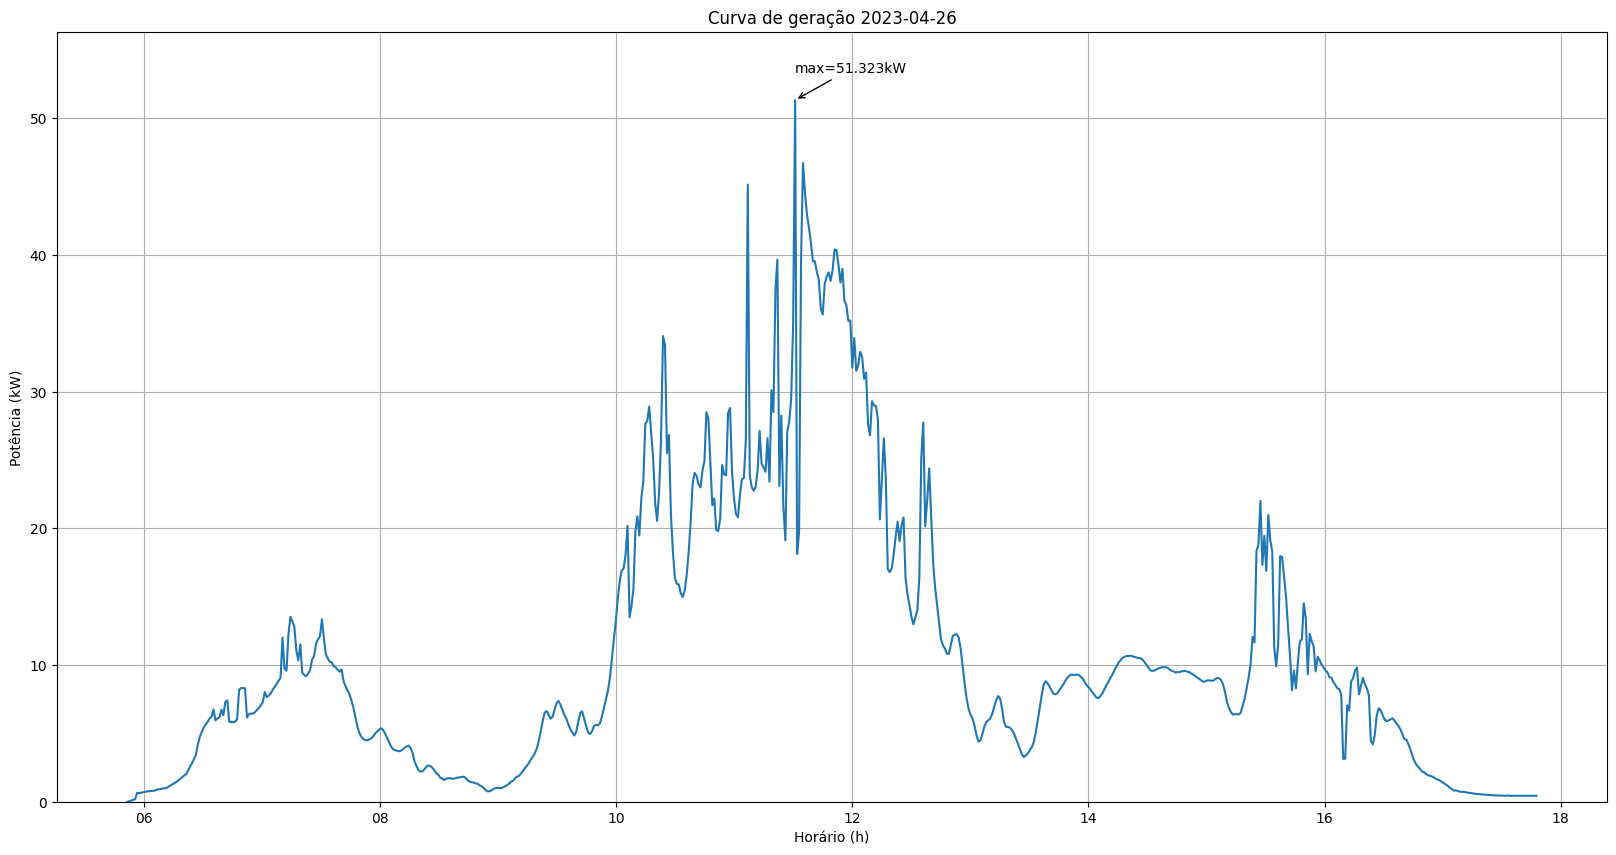 Curva de geração 2023-04-26
max=51.323kW
Potência (kW)
50
40
30
20
10
0
06 08 10 12 14 16 18
Horário (h)